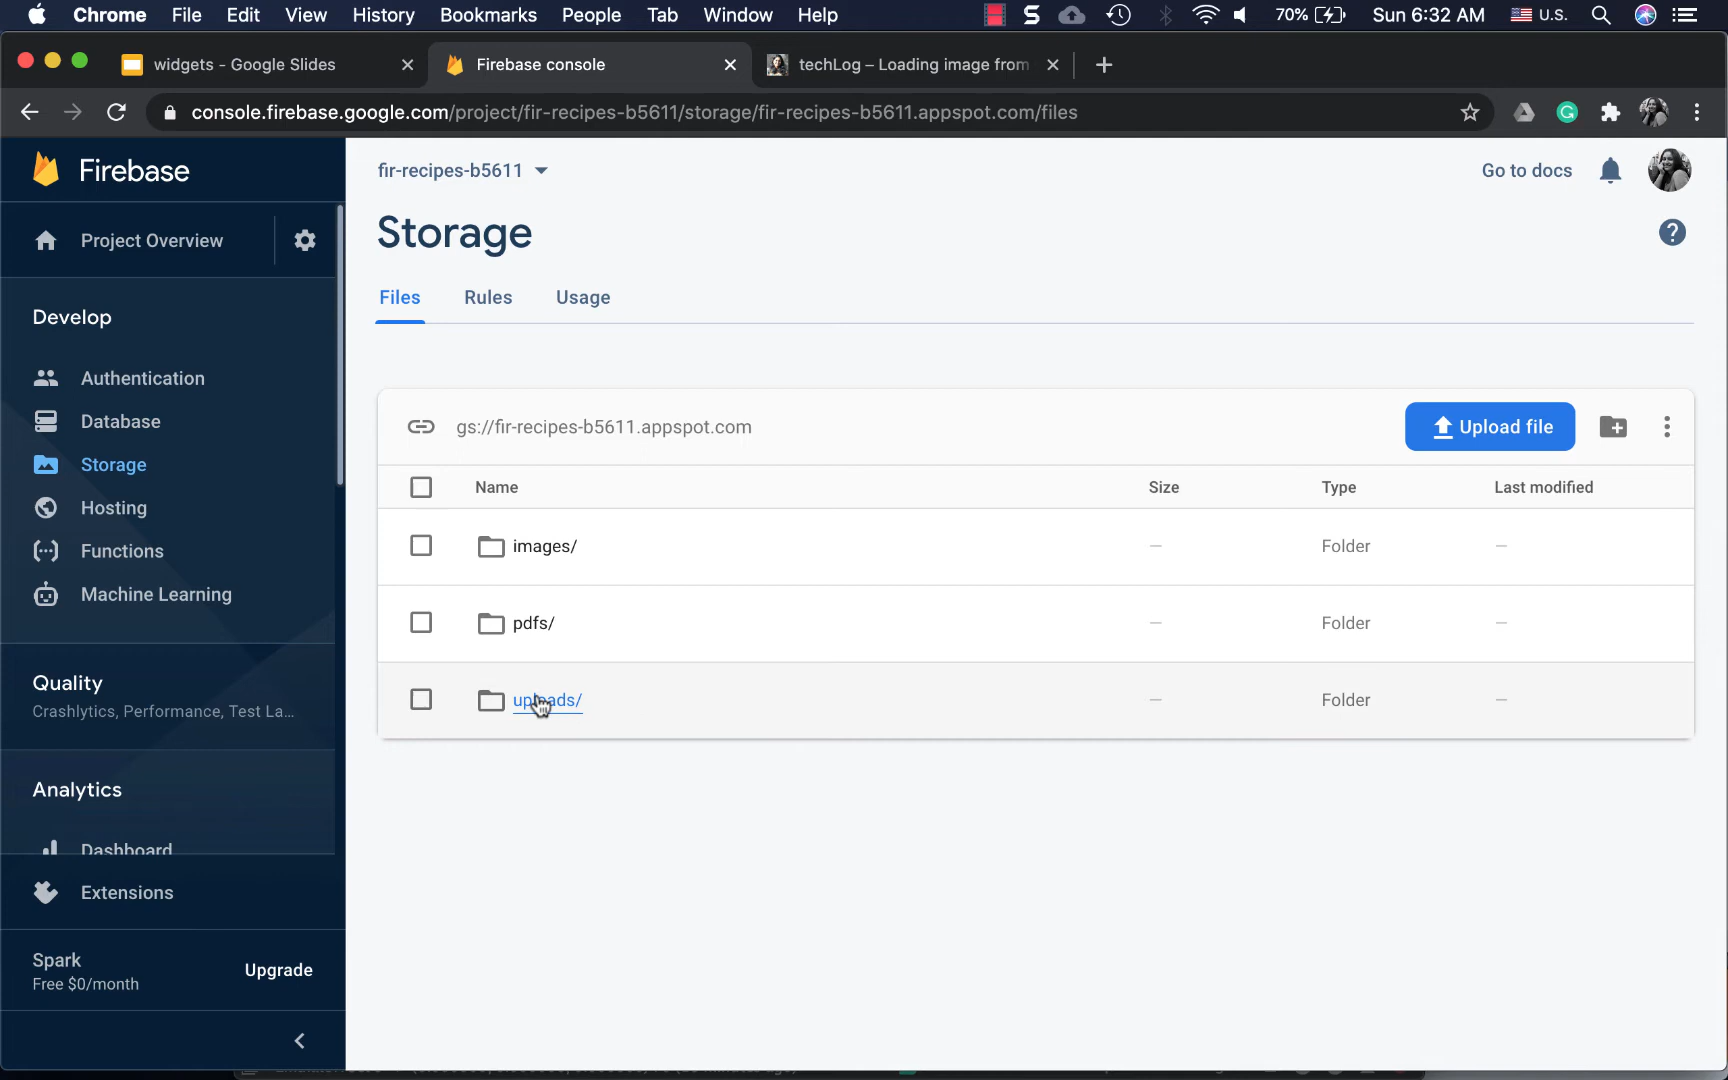 Chrome File Edit View History Bookmarks People Tab Window Help 70% Sun 6:32 AM U.S.
widgets - Google Slides
Firebase console
techLog – Loading image from
console.firebase.google.com/project/fir-recipes-b5611/storage/fir-recipes-b5611.appspot.com/files
Firebase
fir-recipes-b5611
Go to docs
Project Overview
Storage
Files Rules Usage
Develop
Authentication
Database
Storage
Hosting
Functions
Machine Learning
Quality
Crashlytics, Performance, Test La...
Analytics
Dashboard
Extensions
Spark
Free $0/month
Upgrade
gs://fir-recipes-b5611.appspot.com
Upload file
Name Size Type Last modified
images/ – Folder –
pdfs/ – Folder –
uploads/ – Folder –